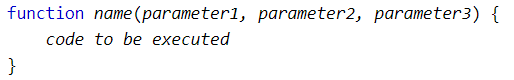 function name(parameter1, parameter2, parameter3) {
    code to be executed
}